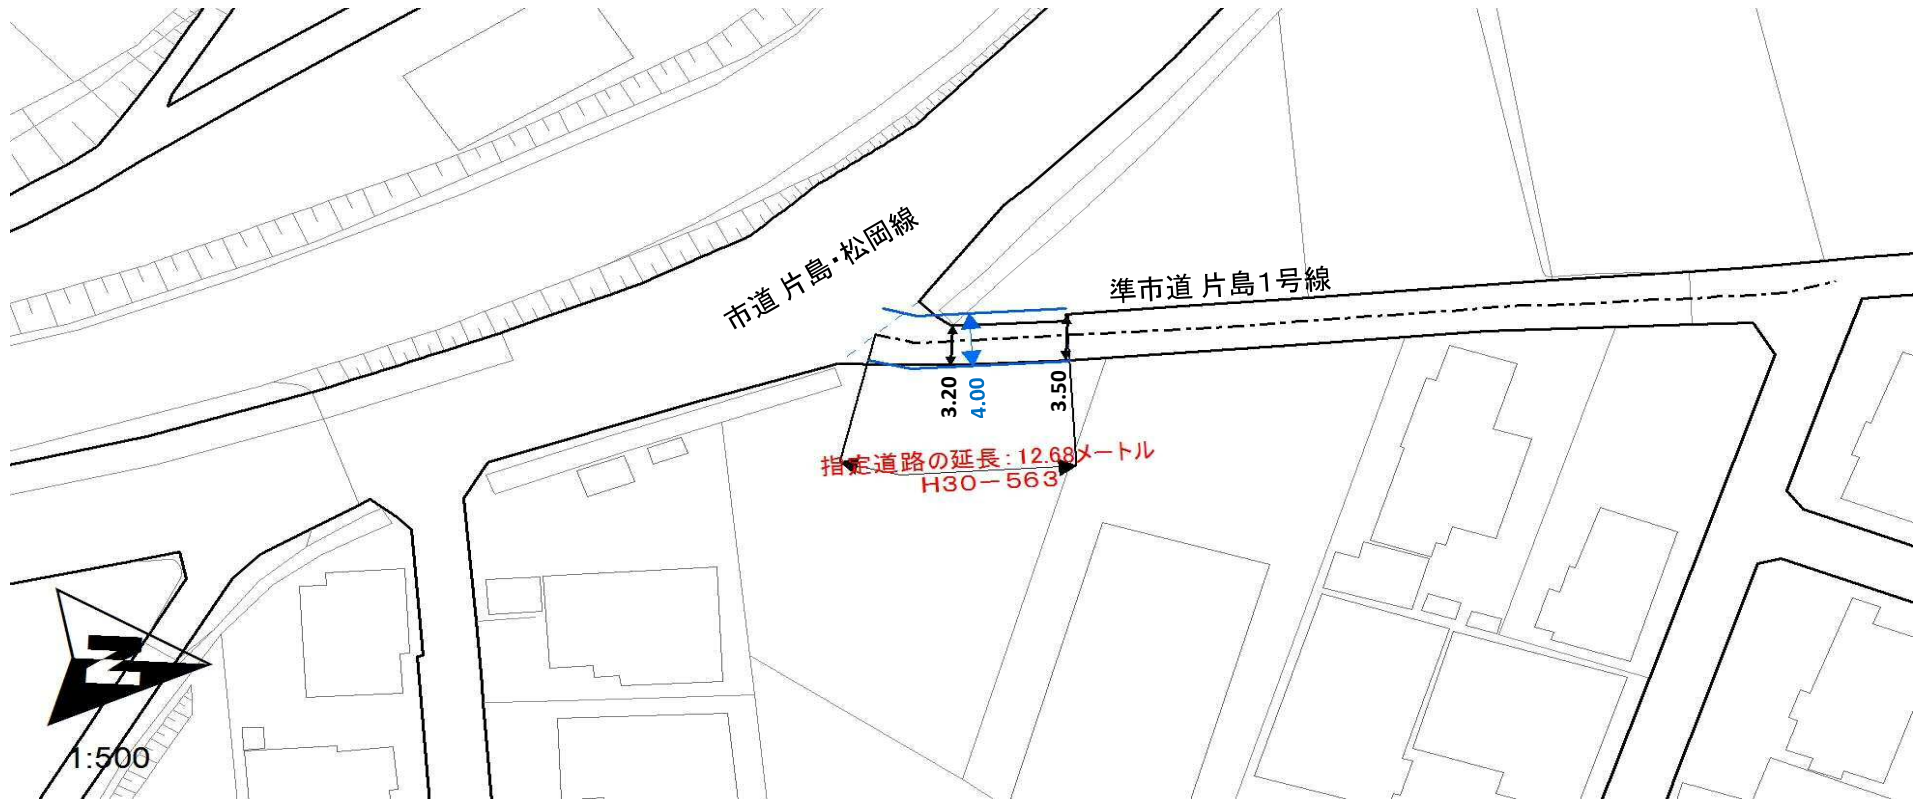 市道 片島・松岡線
準市道 片島1号線
3.20
4.00
3.50
指定道路の延長：12.68メートル
H30－563
N
1:500